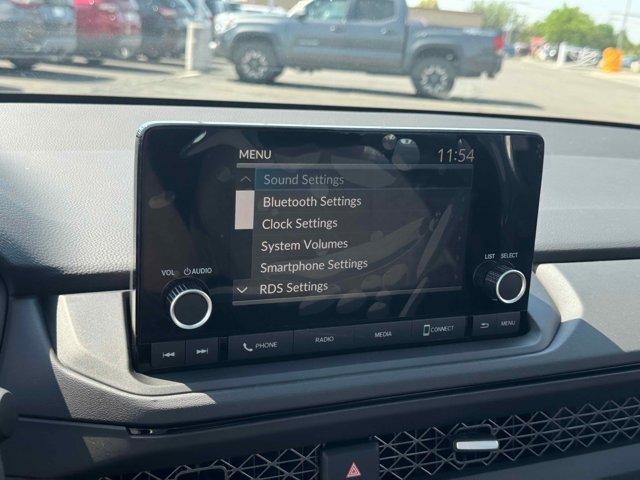 MENU 11:54
Sound Settings
Bluetooth Settings
Clock Settings
System Volumes
Smartphone Settings
RDS Settings
VOL AUDIO
LIST SELECT
PHONE RADIO MEDIA CONNECT MENU